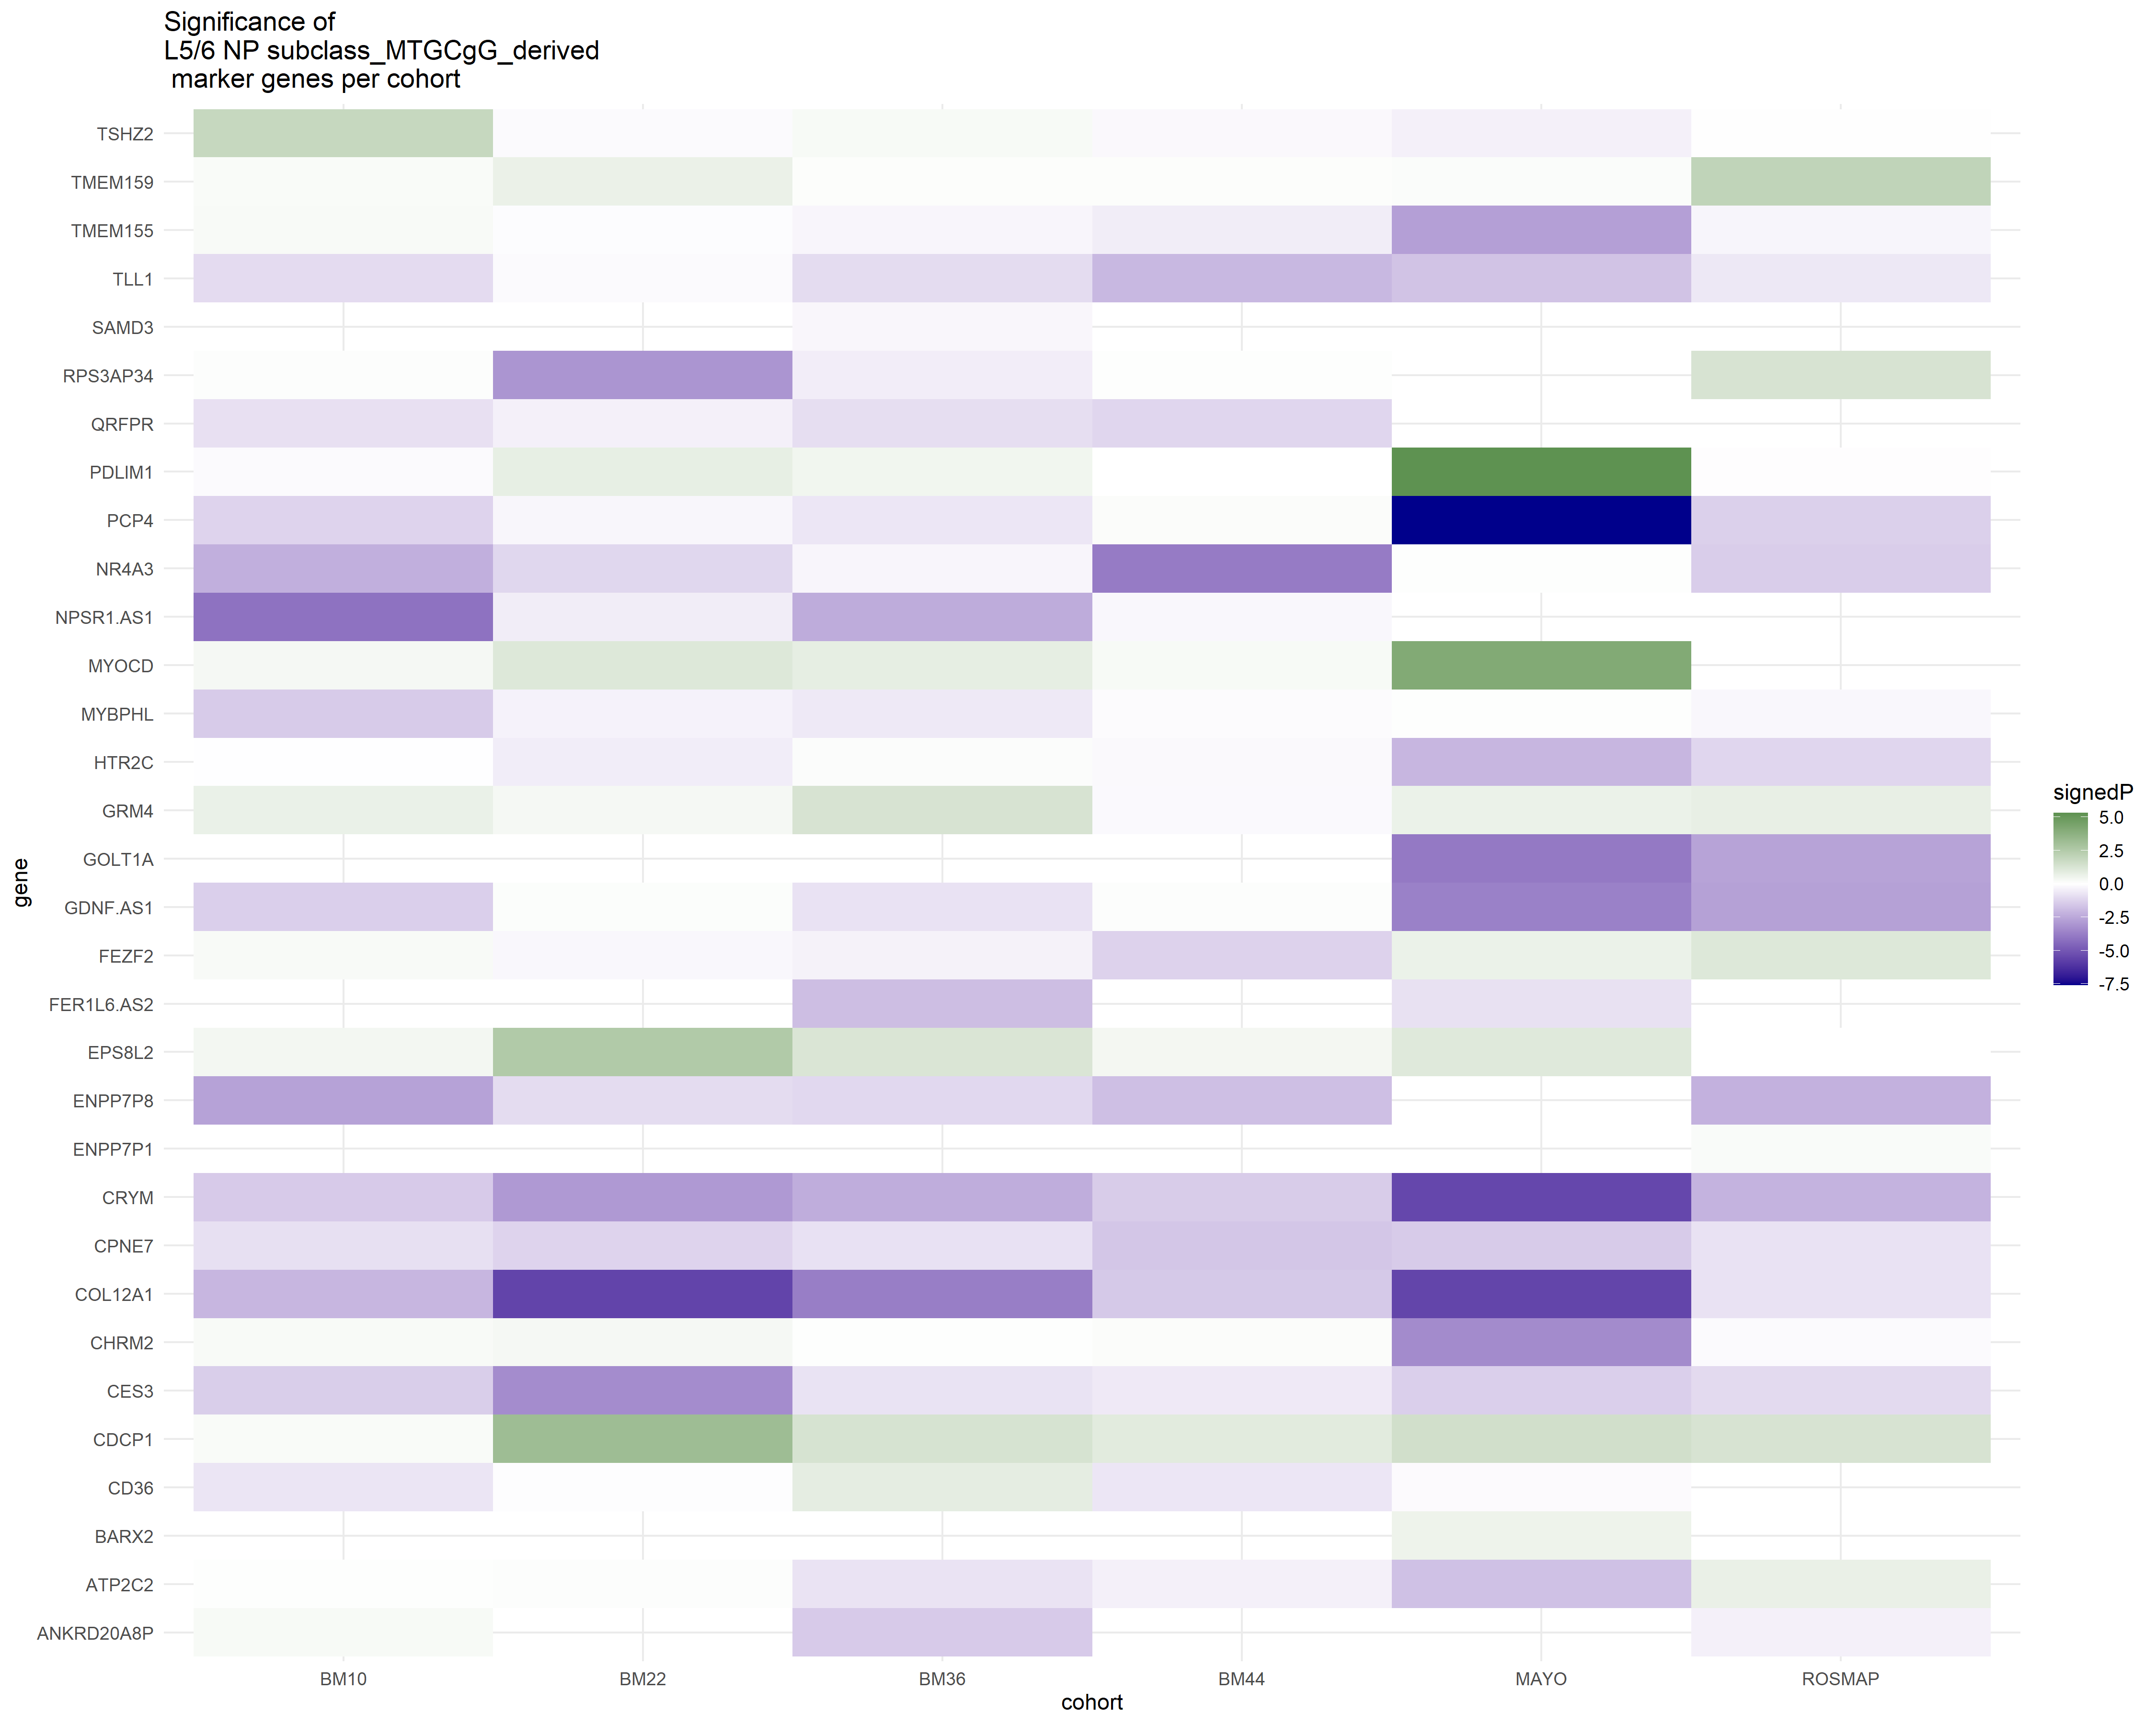 Significance of
L5/6 NP subclass_MTGCgG_derived
marker genes per cohort
gene
TSHZ2
TMEM159
TMEM155
TLL1
SAMD3
RPS3AP34
QRFPR
PDLIM1
PCP4
NR4A3
NPSR1.AS1
MYOCD
MYBPHL
HTR2C
GRM4
GOLT1A
GDNF.AS1
FEZF2
FER1L6.AS2
EPS8L2
ENPP7P8
ENPP7P1
CRYM
CPNE7
COL12A1
CHRM2
CES3
CDCP1
CD36
BARX2
ATP2C2
ANKRD20A8P
BM10 BM22 BM36 BM44 MAYO ROSMAP
cohort
signedP
5.0
2.5
0.0
-2.5
-5.0
-7.5